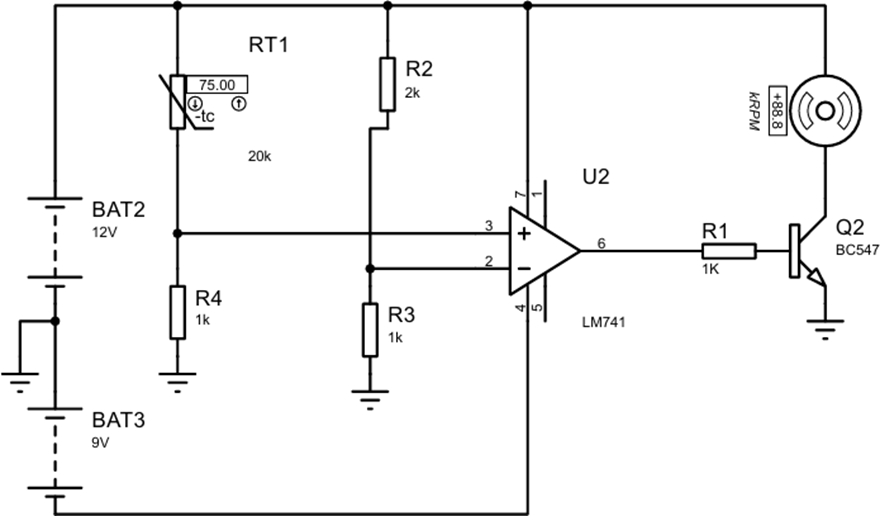 RT1
75.00
-tc
20k
R2
2k
+88.8
kRPM
BAT2
12V
U2
7
1
3
+
2
−
6
4
5
LM741
R1
1K
Q2
BC547
R4
1k
R3
1k
BAT3
9V